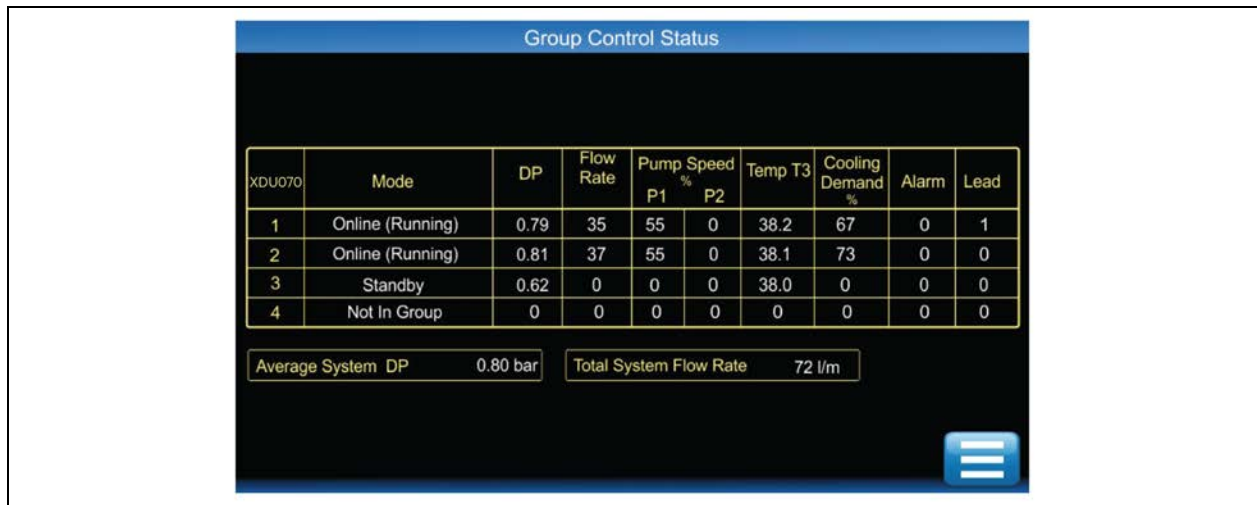 Group Control Status
XDU070 Mode DP Flow Rate Pump Speed % P1 P2 Temp T3 Cooling Demand % Alarm Lead
1 Online (Running) 0.79 35 55 0 38.2 67 0 1
2 Online (Running) 0.81 37 55 0 38.1 73 0 0
3 Standby 0.62 0 0 0 38.0 0 0 0
4 Not In Group 0 0 0 0 0 0 0 0
Average System DP 0.80 bar Total System Flow Rate 72 l/m